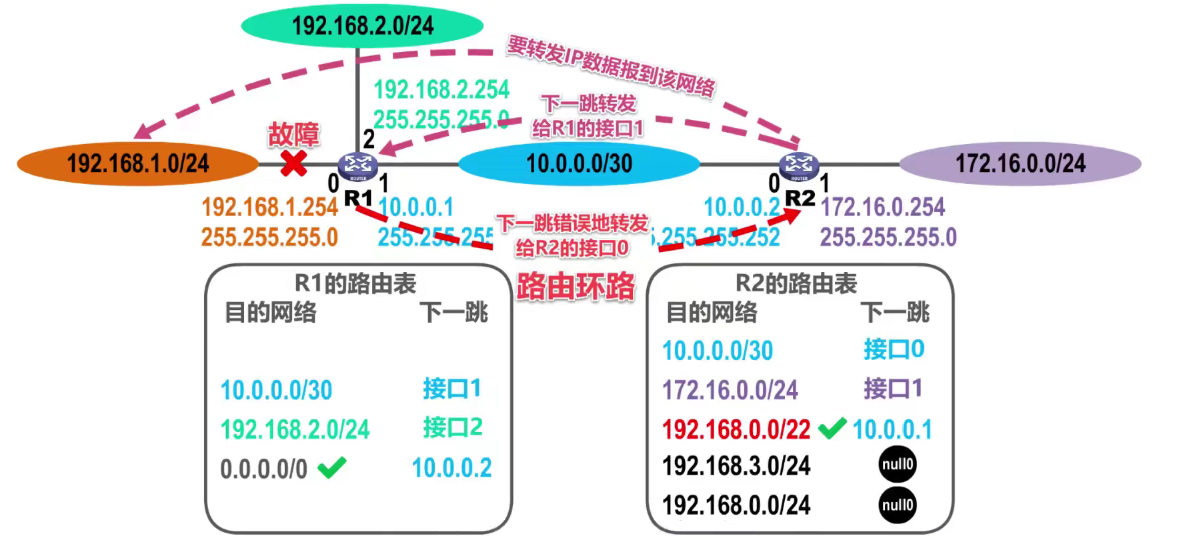 192.168.2.0/24
要转发IP数据报到该网络
192.168.2.254
255.255.255.0
下一跳转发
给R1的接口1
故障
2
192.168.1.0/24
10.0.0.0/30
172.16.0.0/24
0
ROUTER
1
R1
0
ROUTER
1
R2
192.168.1.254
255.255.255.0
10.0.0.1
255.255.255
下一跳错误地转发
给R2的接口0
10.0.0.2
.255.255.252
172.16.0.254
255.255.255.0
路由环路
R1的路由表
目的网络 下一跳
10.0.0.0/30 接口1
192.168.2.0/24 接口2
0.0.0.0/0 10.0.0.2
R2的路由表
目的网络 下一跳
10.0.0.0/30 接口0
172.16.0.0/24 接口1
192.168.0.0/22 10.0.0.1
192.168.3.0/24 null0
192.168.0.0/24 null0